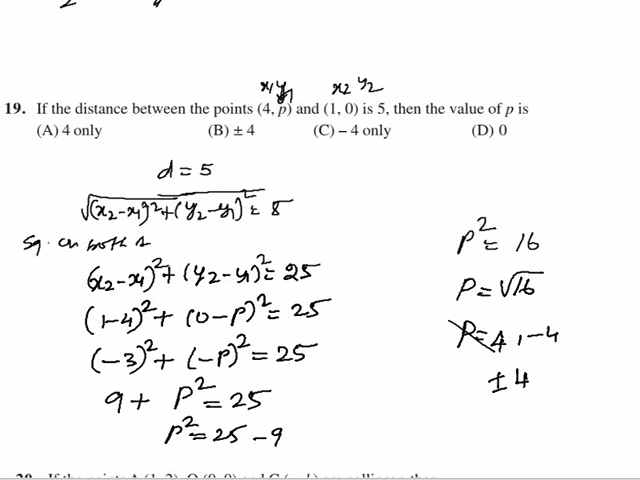 x₁ y₁ x₂ y₂
19. If the distance between the points (4, p) and (1, 0) is 5, then the value of p is
(A) 4 only (B) ± 4 (C) – 4 only (D) 0
d = 5
√(x₂-x₁)²+(y₂-y₁)² = 5
Sq. on both s
(x₂-x₁)²+(y₂-y₁)² = 25
(1-4)² + (0-P)² = 25
(-3)² + (-P)² = 25
9 + P² = 25
P² = 25 - 9
P² = 16
P = √16
P = 4, -4
± 4